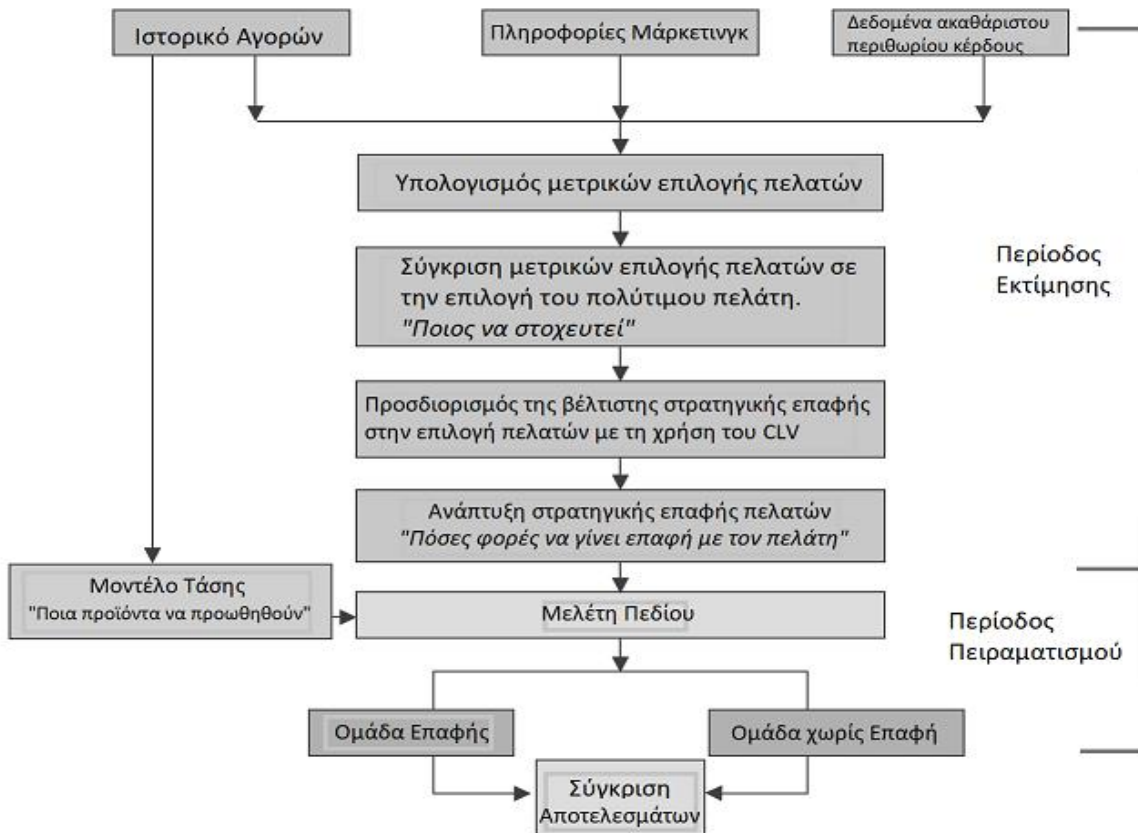 Ιστορικό Αγορών
Πληροφορίες Μάρκετινγκ
Δεδομένα ακαθάριστου
περιθωρίου κέρδους
Υπολογισμός μετρικών επιλογής πελατών
Σύγκριση μετρικών επιλογής πελατών σε
την επιλογή του πολύτιμου πελάτη.
"Ποιος να στοχευτεί"
Περίοδος
Εκτίμησης
Προσδιορισμός της βέλτιστης στρατηγικής επαφής
στην επιλογή πελατών με τη χρήση του CLV
Ανάπτυξη στρατηγικής επαφής πελατών
"Πόσες φορές να γίνει επαφή με τον πελάτη"
Μοντέλο Τάσης
"Ποια προϊόντα να προωθηθούν"
Μελέτη Πεδίου
Περίοδος
Πειραματισμού
Ομάδα Επαφής
Ομάδα χωρίς Επαφή
Σύγκριση
Αποτελεσμάτων